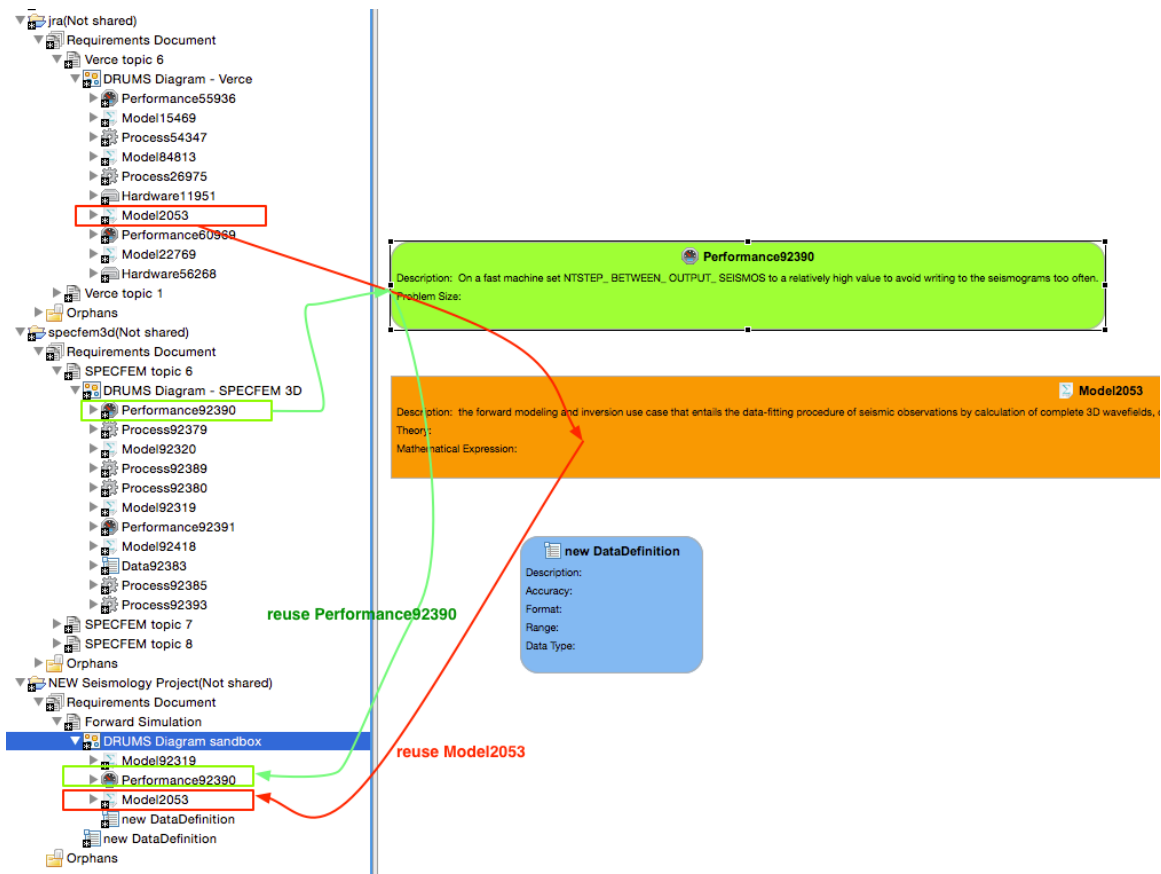 jra(Not shared)
Requirements Document
Verce topic 6
DRUMS Diagram - Verce
Performance55936
Model15469
Process54347
Model84813
Process26975
Hardware11951
Model2053
Performance60969
Model22769
Hardware56268
Verce topic 1
Orphans
specfem3d(Not shared)
Requirements Document
SPECFEM topic 6
DRUMS Diagram - SPECFEM 3D
Performance92390
Process92379
Model92320
Process92389
Process92380
Model92319
Performance92391
Model92418
Data92383
Process92385
Process92393
SPECFEM topic 7
SPECFEM topic 8
Orphans
NEW Seismology Project(Not shared)
Requirements Document
Forward Simulation
DRUMS Diagram sandbox
Model92319
Performance92390
Model2053
new DataDefinition
new DataDefinition
Orphans
Performance92390
Description: On a fast machine set NTSTEP_ BETWEEN_ OUTPUT_ SEISMOS to a relatively high value to avoid writing to the seismograms too often.
Problem Size:
Model2053
Description: the forward modeling and inversion use case that entails the data-fitting procedure of seismic observations by calculation of complete 3D wavefields,
Theory:
Mathematical Expression:
new DataDefinition
Description:
Accuracy:
Format:
Range:
Data Type:
reuse Performance92390
reuse Model2053